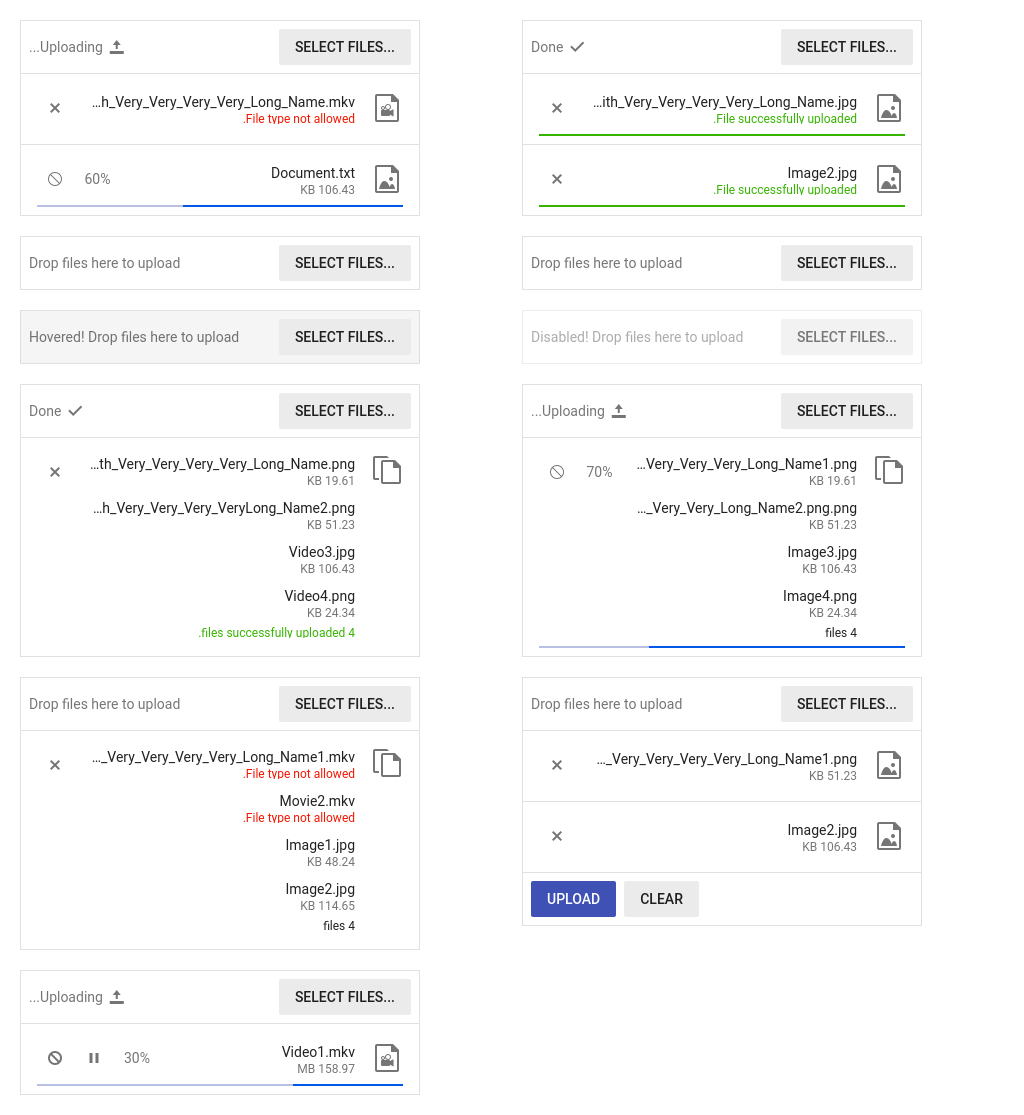 ...Uploading
SELECT FILES...
...h_Very_Very_Very_Very_Long_Name.mkv
.File type not allowed
60%
Document.txt
KB 106.43
Drop files here to upload
SELECT FILES...
Hovered! Drop files here to upload
SELECT FILES...
Done
SELECT FILES...
...th_Very_Very_Very_Very_Long_Name.png
KB 19.61
...h_Very_Very_Very_VeryLong_Name2.png
KB 51.23
Video3.jpg
KB 106.43
Video4.png
KB 24.34
.files successfully uploaded 4
Drop files here to upload
SELECT FILES...
..._Very_Very_Very_Very_Long_Name1.mkv
.File type not allowed
Movie2.mkv
.File type not allowed
Image1.jpg
KB 48.24
Image2.jpg
KB 114.65
files 4
...Uploading
SELECT FILES...
30%
Video1.mkv
MB 158.97
Done
SELECT FILES...
...ith_Very_Very_Very_Very_Long_Name.jpg
.File successfully uploaded
Image2.jpg
.File successfully uploaded
Drop files here to upload
SELECT FILES...
Disabled! Drop files here to upload
SELECT FILES...
...Uploading
SELECT FILES...
70%
...Very_Very_Very_Long_Name1.png
KB 19.61
..._Very_Very_Long_Name2.png.png
KB 51.23
Image3.jpg
KB 106.43
Image4.png
KB 24.34
files 4
Drop files here to upload
SELECT FILES...
..._Very_Very_Very_Very_Long_Name1.png
KB 51.23
Image2.jpg
KB 106.43
UPLOAD
CLEAR